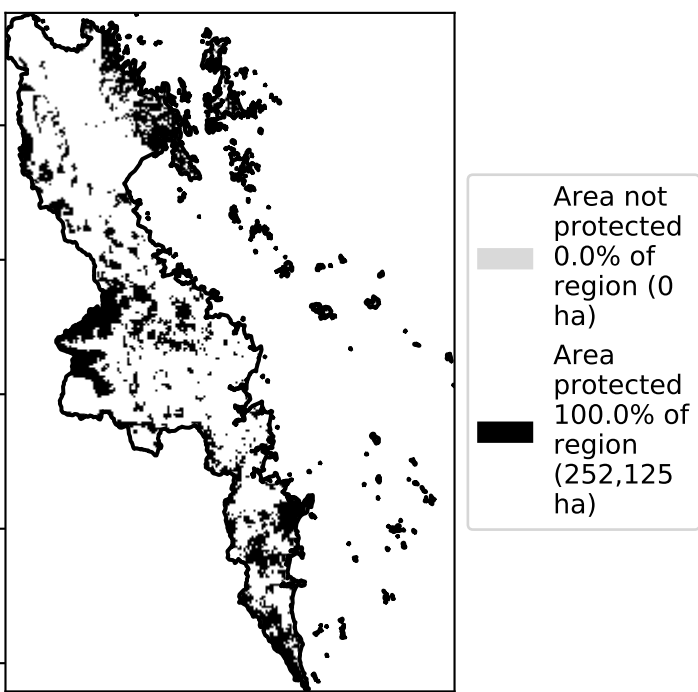 Area not
protected
0.0% of
region (0
ha)
Area
protected
100.0% of
region
(252,125
ha)